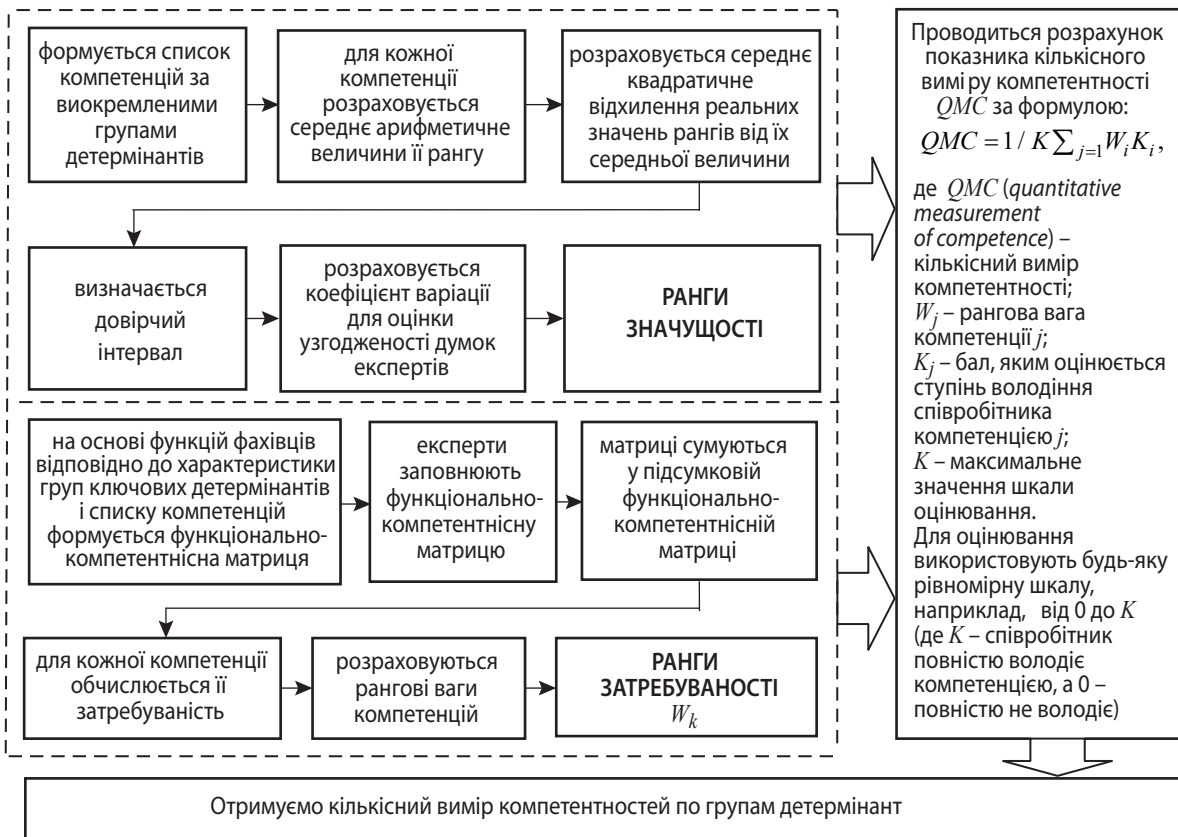 формується список
компетенцій за
виокремленими
групами
детермінантів
для кожної
компетенції
розраховується
середнє арифметичне
величини її рангу
розраховується середнє
квадратичне
відхилення реальних
значень рангів від їх
середньої величини
визначається
довірчий
інтервал
розраховується
коефіцієнт варіації
для оцінки
узгодженості думок
експертів
РАНГИ
ЗНАЧУЩОСТІ
на основі функцій фахівців
відповідно до характеристики
груп ключових детермінантів
і списку компетенцій
формується функціонально-
компетентнісна матриця
експерти
заповнюють
функціонально-
компетентнісну
матрицю
матриці сумуються
у підсумковій
функціонально-
компетентнісній
матриці
для кожної компетенції
обчислюється її
затребуваність
розраховуються
рангові ваги
компетенцій
РАНГИ
ЗАТРЕБУВАНОСТІ
W_k
Проводиться розрахунок
показника кількісного
вимі ру компетентності
QMC за формулою:
QMC = 1 / K ∑_{j=1} W_i K_i,
де QMC (quantitative
measurement
of competence) –
кількісний вимір
компетентності;
W_j – рангова вага
компетенції j;
K_j – бал, яким оцінюється
ступінь володіння
співробітника
компетенцією j;
K – максимальне
значення шкали
оцінювання.
Для оцінювання
використовують будь-яку
рівномірну шкалу,
наприклад, від 0 до K
(де K – співробітник
повністю володіє
компетенцією, а 0 –
повністю не володіє)
Отримуємо кількісний вимір компетентностей по групам детермінант